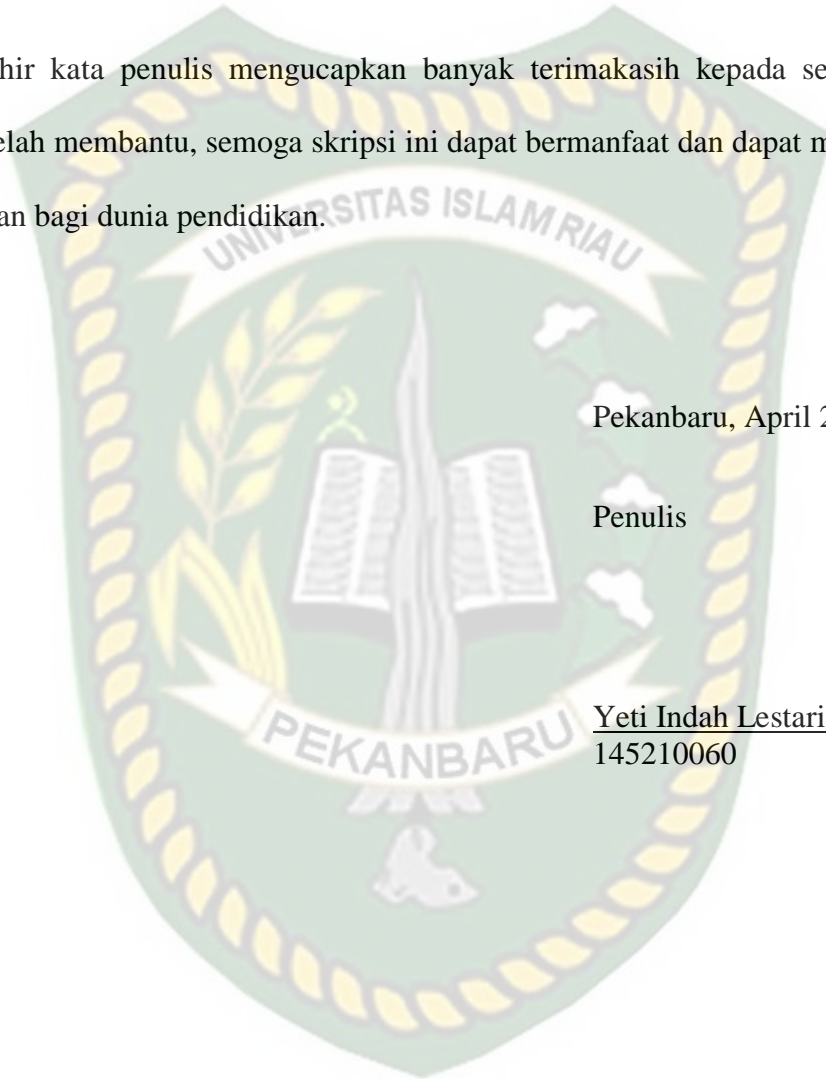 hir kata penulis mengucapkan banyak terimakasih kepada se
elah membantu, semoga skripsi ini dapat bermanfaat dan dapat m
an bagi dunia pendidikan.
UNIVERSITAS ISLAM RIAU
Pekanbaru, April 2
Penulis
Yeti Indah Lestari
145210060
PEKANBARU